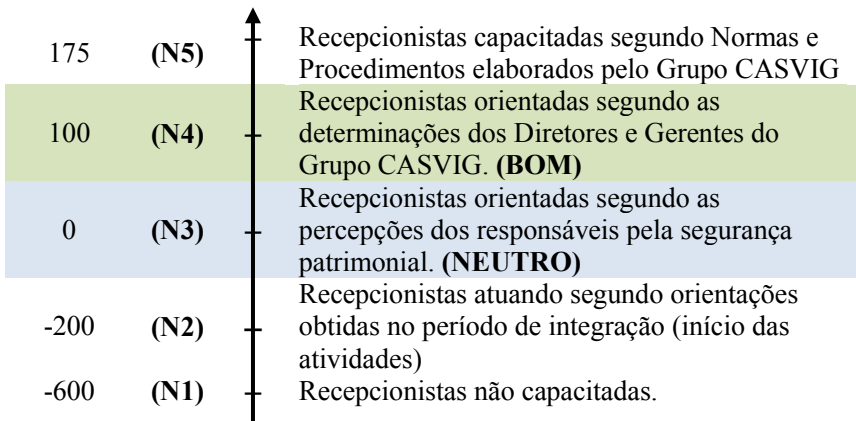 175 (N5) Recepcionistas capacitadas segundo Normas e
Procedimentos elaborados pelo Grupo CASVIG
Recepcionistas orientadas segundo as
100 (N4) determinações dos Diretores e Gerentes do
Grupo CASVIG. (BOM)
Recepcionistas orientadas segundo as
0 (N3) percepções dos responsáveis pela segurança
patrimonial. (NEUTRO)
Recepcionistas atuando segundo orientações
-200 (N2) obtidas no período de integração (início das
atividades)
-600 (N1) Recepcionistas não capacitadas.